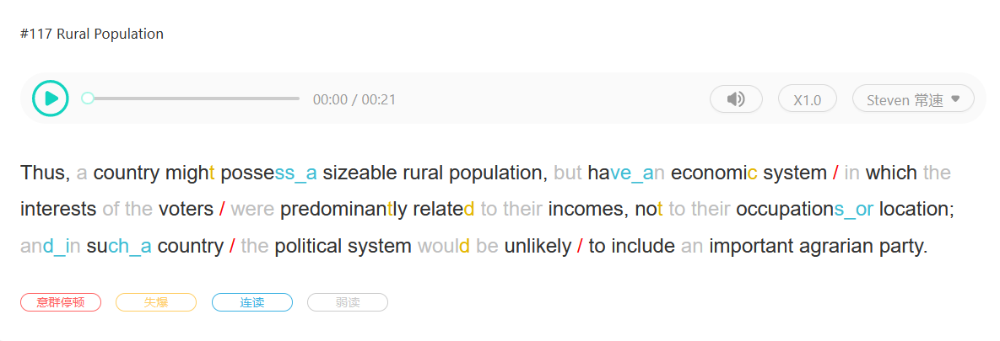 #117 Rural Population
00:00 / 00:21
X1.0
Steven 常速
Thus, a country might possess_a sizeable rural population, but have_an economic system / in which the
interests of the voters / were predominantly related to their incomes, not to their occupations_or location;
and_in such_a country / the political system would be unlikely / to include an important agrarian party.
意群停顿 失爆 连读 弱读